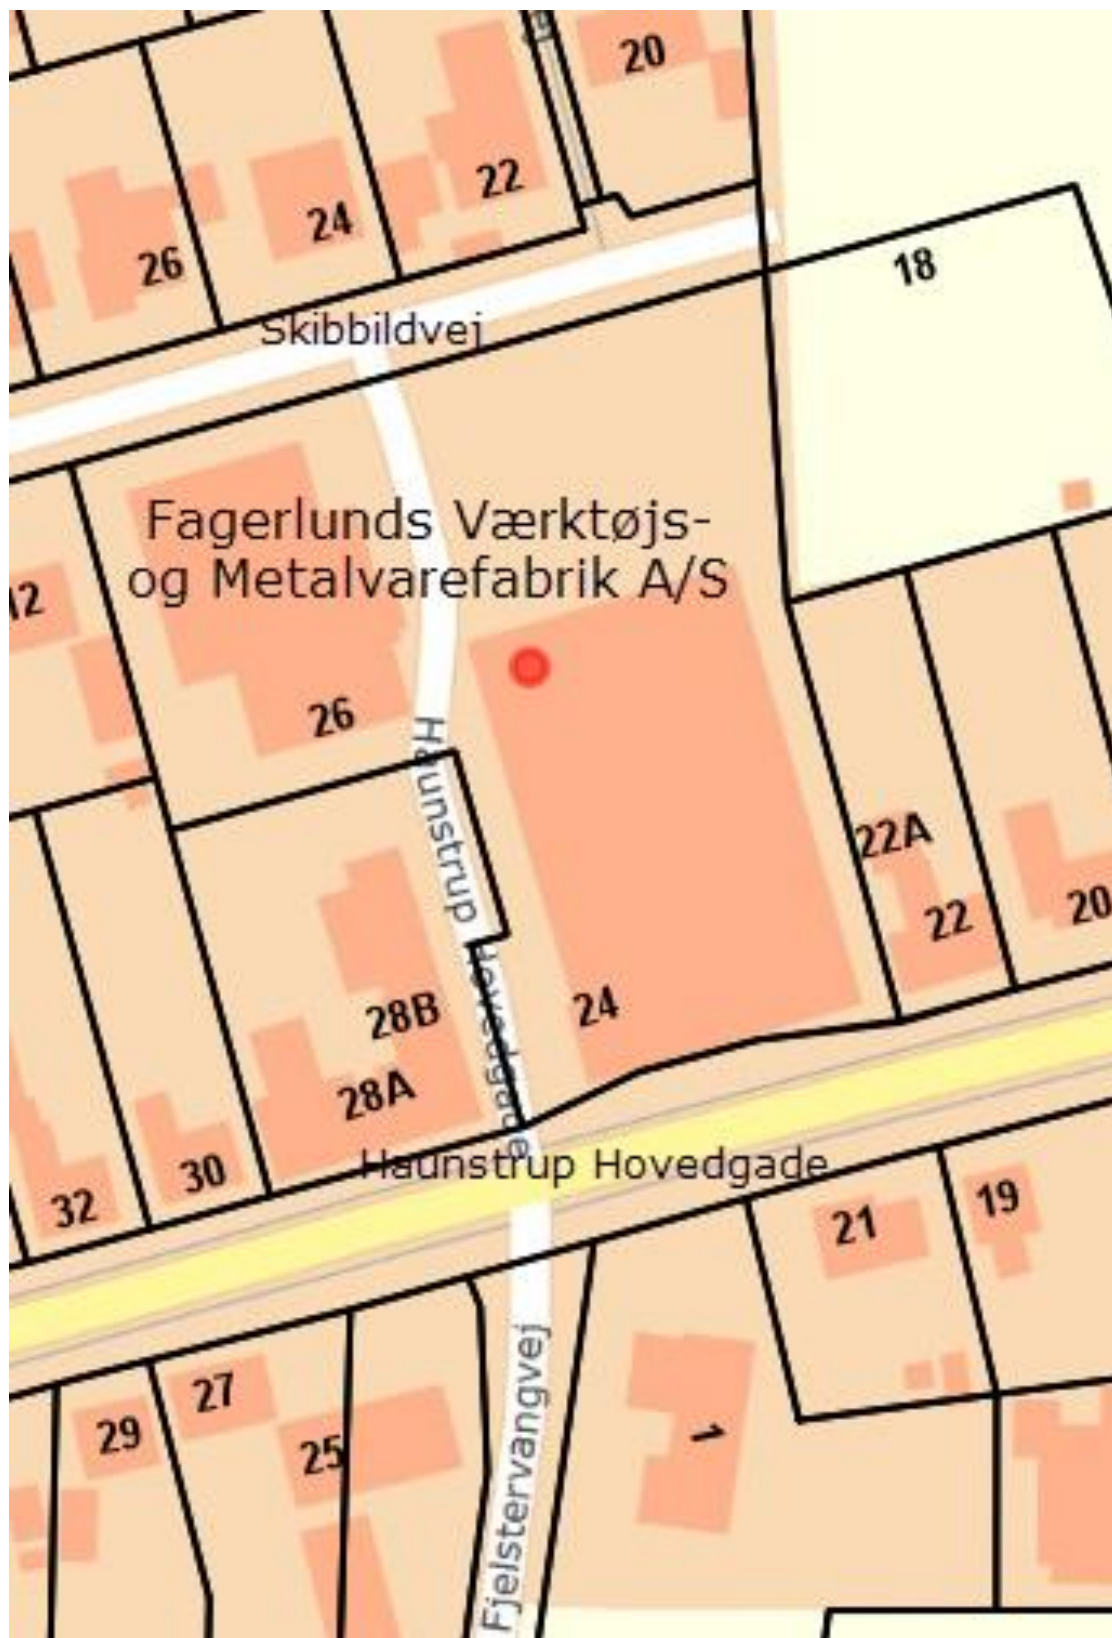 20
22
24
26
18
Skibbildvej
Fagerlunds Værktøjs-
og Metalvarefabrik A/S
12
26
Haunstrup Hovedgade
22A
22
20
28B
24
28A
30
32
Haunstrup Hovedgade
21
19
27
29
25
1
Fjelstervangvej